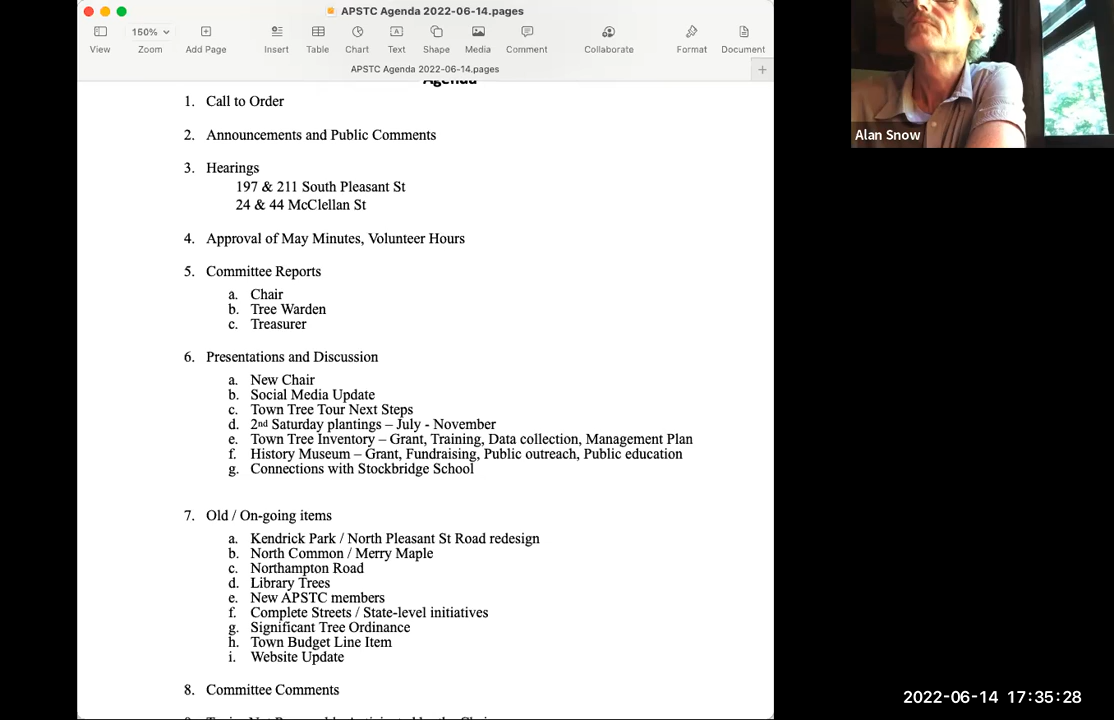 APSTC Agenda 2022-06-14.pages
150%
View Zoom Add Page Insert Table Chart Text Shape Media Comment Collaborate Format Document
APSTC Agenda 2022-06-14.pages
Agenda
1. Call to Order
2. Announcements and Public Comments
3. Hearings
197 & 211 South Pleasant St
24 & 44 McClellan St
4. Approval of May Minutes, Volunteer Hours
5. Committee Reports
a. Chair
b. Tree Warden
c. Treasurer
6. Presentations and Discussion
a. New Chair
b. Social Media Update
c. Town Tree Tour Next Steps
d. 2nd Saturday plantings – July - November
e. Town Tree Inventory – Grant, Training, Data collection, Management Plan
f. History Museum – Grant, Fundraising, Public outreach, Public education
g. Connections with Stockbridge School
7. Old / On-going items
a. Kendrick Park / North Pleasant St Road redesign
b. North Common / Merry Maple
c. Northampton Road
d. Library Trees
e. New APSTC members
f. Complete Streets / State-level initiatives
g. Significant Tree Ordinance
h. Town Budget Line Item
i. Website Update
8. Committee Comments
Alan Snow
2022-06-14 17:35:28